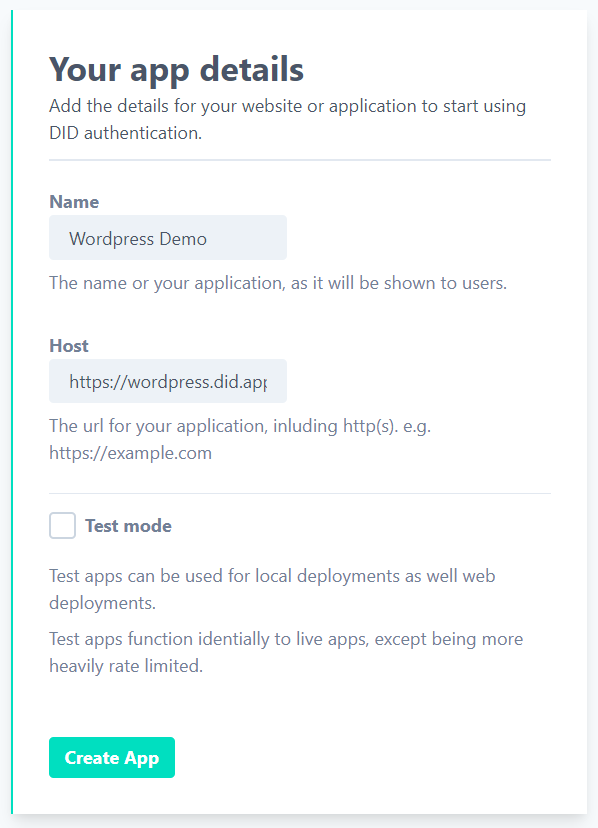 Your app details
Add the details for your website or application to start using
DID authentication.
Name
Wordpress Demo
The name or your application, as it will be shown to users.
Host
https://wordpress.did.app
The url for your application, inluding http(s). e.g.
https://example.com
Test mode
Test apps can be used for local deployments as well web
deployments.
Test apps function identially to live apps, except being more
heavily rate limited.
Create App